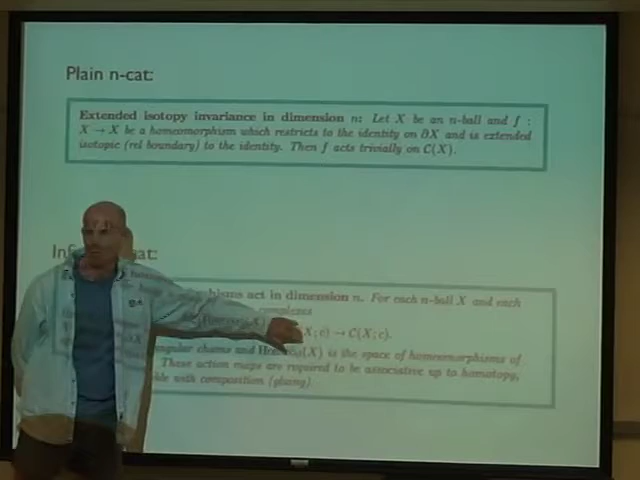 Plain n-cat:
Extended isotopy invariance in dimension n: Let X be an n-ball and f :
X → X be a homeomorphism which restricts to the identity on ∂X and is extended
isotopic (rel boundary) to the identity. Then f acts trivially on C(X).
cat:
act in dimension n. For each n-ball X and each
complexes
X; c) → C(X; c).
chains and (X) is the space of homeomorphisms of
These action maps are required to be associative up to homotopy,
with composition (gluing)